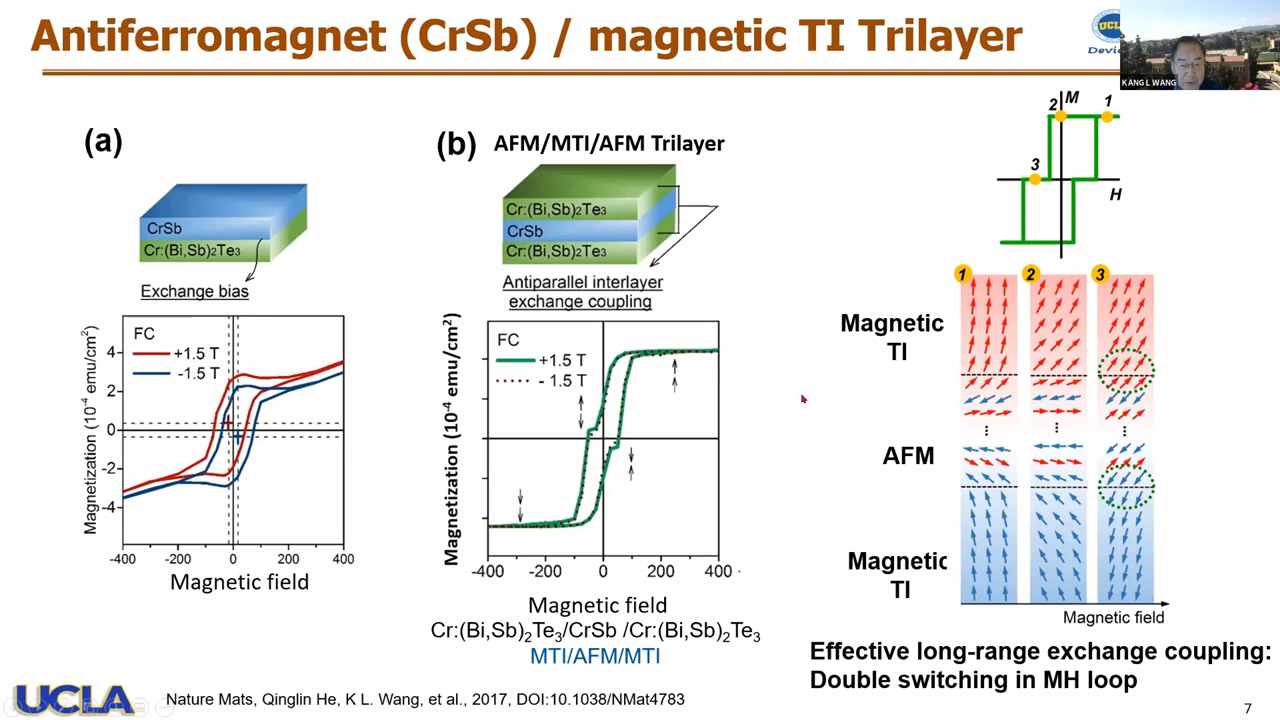 Antiferromagnet (CrSb) / magnetic TI Trilayer
UCLA
KANG L WANG
(a)
CrSb
Cr:(Bi,Sb)2Te3
Exchange bias
FC
+1.5 T
-1.5 T
Magnetization (10-4 emu/cm2)
4
2
0
-2
-4
-400
-200
0
200
400
Magnetic field
(b) AFM/MTI/AFM Trilayer
Cr:(Bi,Sb)2Te3
CrSb
Cr:(Bi,Sb)2Te3
Antiparallel interlayer
exchange coupling
FC
+1.5 T
- 1.5 T
Magnetization (10-4 emu/cm2)
-400
-200
0
200
400
Magnetic field
Cr:(Bi,Sb)2Te3/CrSb /Cr:(Bi,Sb)2Te3
MTI/AFM/MTI
M
H
1
2
3
1
2
3
Magnetic
TI
AFM
Magnetic
TI
Magnetic field
Effective long-range exchange coupling:
Double switching in MH loop
UCLA
Nature Mats, Qinglin He, K L. Wang, et al., 2017, DOI:10.1038/NMat4783
7